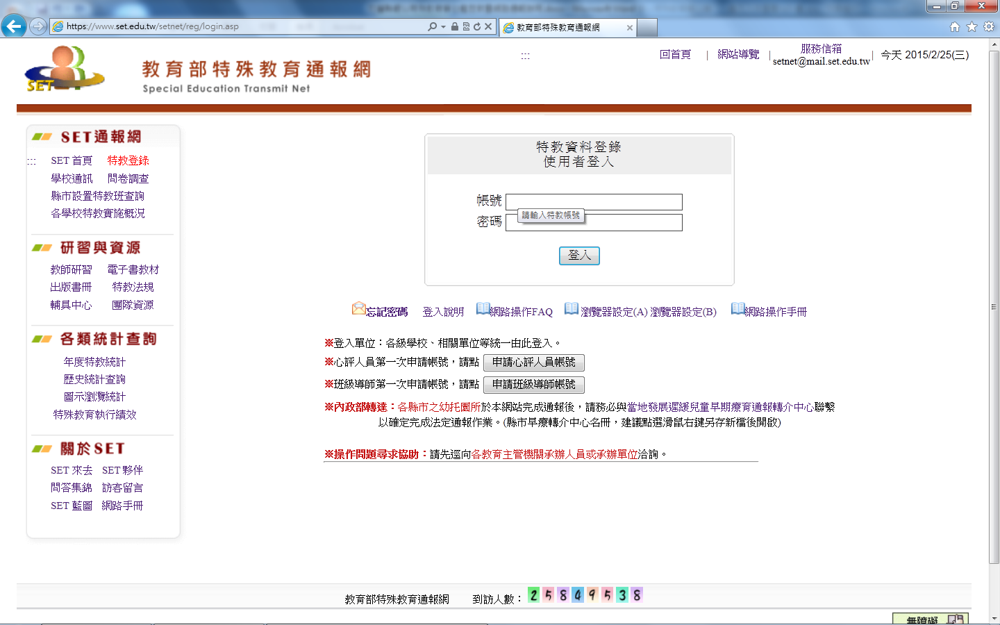 https://www.set.edu.tw/setnet/reg/login.asp
教育部特殊教育通報網
SET
教育部特殊教育通報網
Special Education Transmit Net
:::
回首頁 | 網站導覽 | 服務信箱 setnet@mail.set.edu.tw | 今天 2015/2/25(三)
SET通報網
::: SET 首頁 特教登錄
學校通訊 問卷調查
縣市設置特教班查詢
各學校特教實施概況
研習與資源
教師研習 電子書教材
出版書冊 特教法規
輔具中心 團隊資源
各類統計查詢
年度特教統計
歷史統計查詢
圖示瀏灠統計
特殊教育執行績效
關於SET
SET 來去 SET 夥伴
問答集錦 訪客留言
SET 藍圖 網路手冊
特教資料登錄
使用者登入
帳號
請輸入特教帳號
密碼
登入
忘記密碼 登入說明 網路操作FAQ 瀏覽器設定(A) 瀏覽器設定(B) 網路操作手冊
※登入單位：各級學校、相關單位等統一由此登入。
※心評人員第一次申請帳號，請點 申請心評人員帳號
※班級導師第一次申請帳號，請點 申請班級導師帳號
※內政部轉達：各縣市之幼托園所於本網站完成通報後，請務必與當地發展遲緩兒童早期療育通報轉介中心聯繫
以確定完成法定通報作業。(縣市早療轉介中心名冊，建議點選滑鼠右鍵另存新檔後開啟)
※操作問題尋求協助：請先逕向各教育主管機關承辦人員或承辦單位洽詢。
教育部特殊教育通報網 到訪人數： 25849538
無障礙